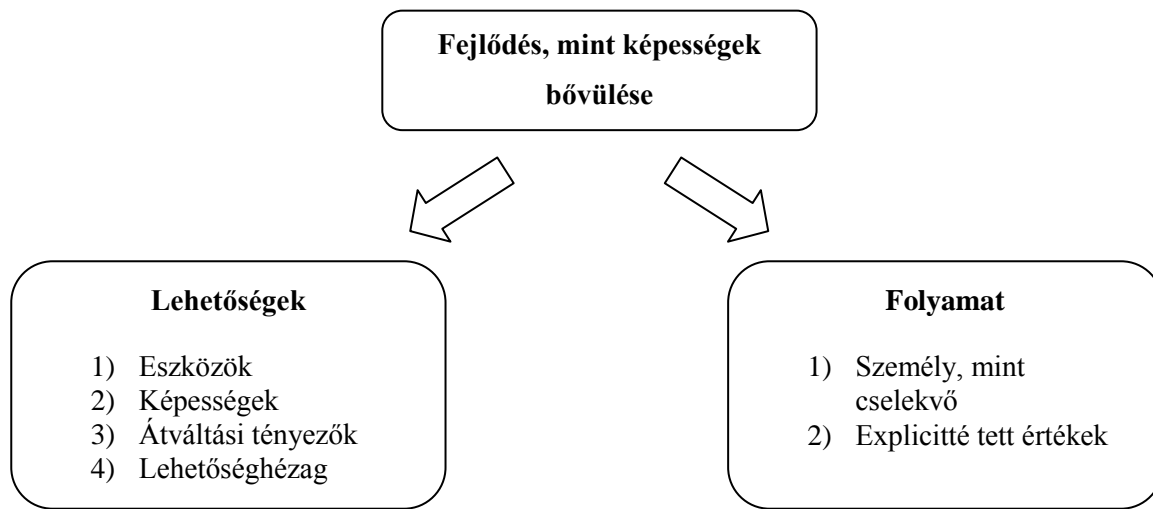 Fejlődés, mint képességek
bővülése
Lehetőségek
1) Eszközök
2) Képességek
3) Átváltási tényezők
4) Lehetőséghézag
Folyamat
1) Személy, mint
cselekvő
2) Explicitté tett értékek